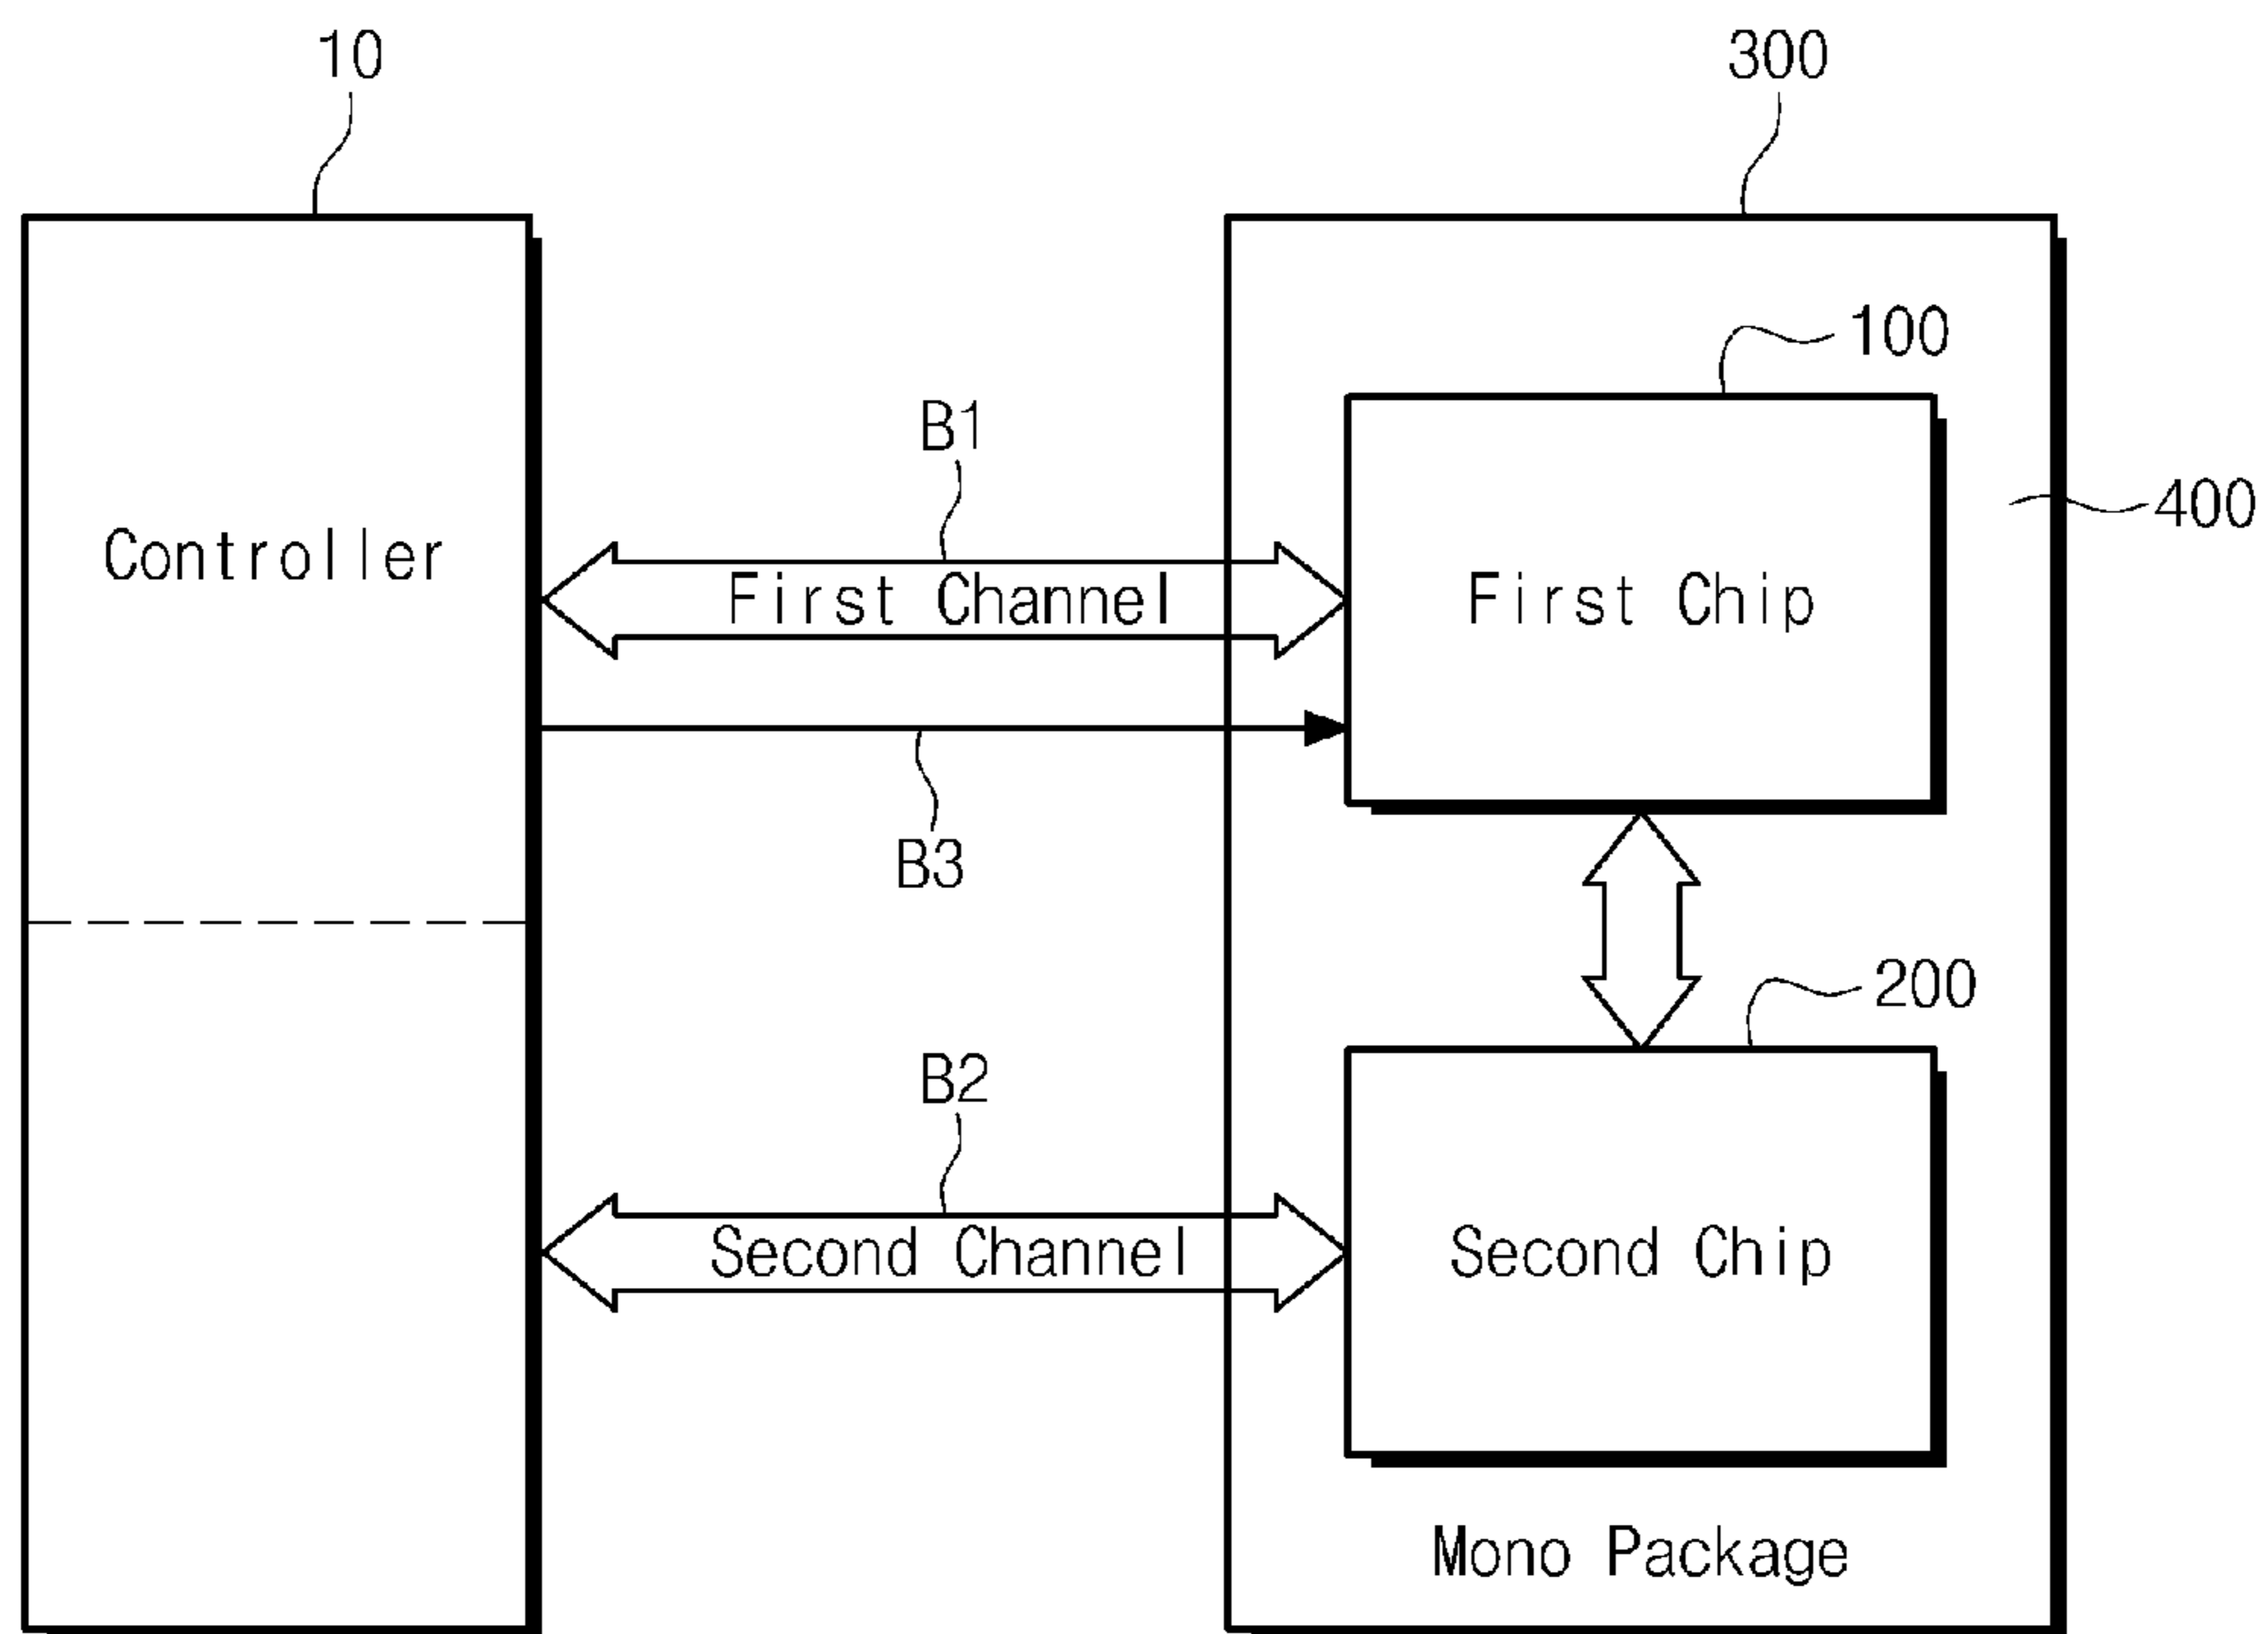 10
300
100
B1
400
Controller
First Channel
First Chip
B3
200
B2
Second Channel
Second Chip
Mono Package